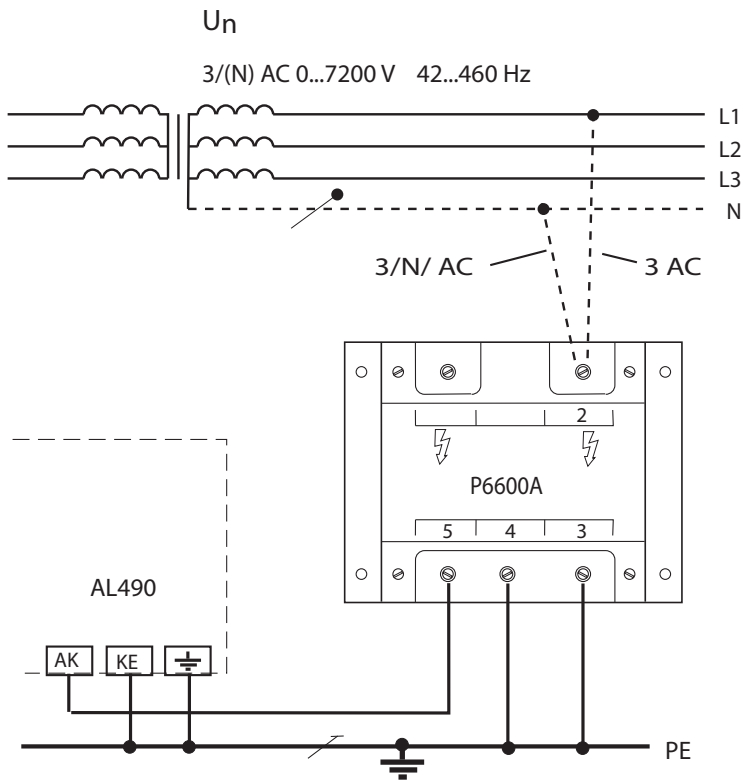 Un
3/(N) AC 0...7200 V 42...460 Hz
L1
L2
L3
N
3/N/ AC
3 AC
2
P6600A
5 4 3
AL490
AK KE
PE